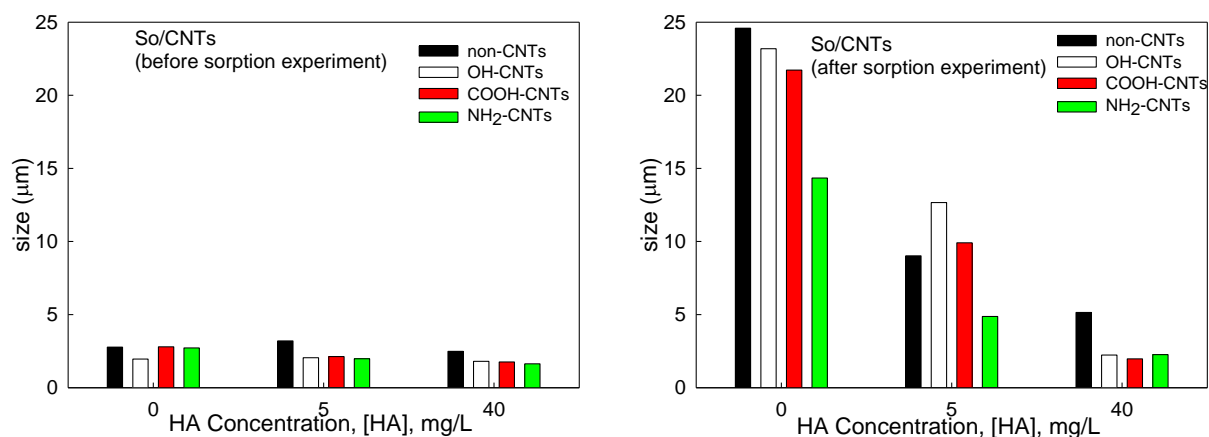 25
20
15
10
5
0
size (μm)
So/CNTs
(before sorption experiment)
non-CNTs
OH-CNTs
COOH-CNTs
NH2-CNTs
0 5 40
HA Concentration, [HA], mg/L
25
20
15
10
5
0
size (μm)
So/CNTs
(after sorption experiment)
non-CNTs
OH-CNTs
COOH-CNTs
NH2-CNTs
0 5 40
HA Concentration, [HA], mg/L